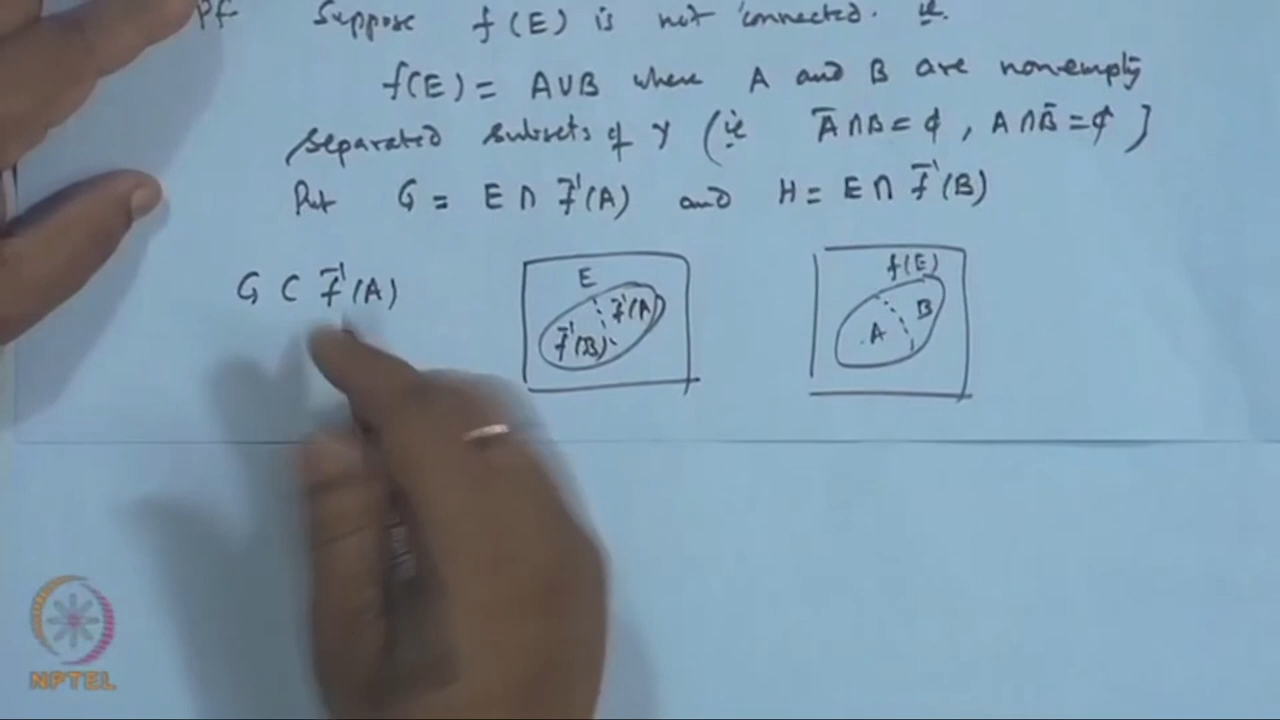 Pf Suppose f(E) is not connected. ie.
f(E) = A∪B where A and B are nonempty
separated subsets of Y (ie Ā∩B = ϕ, A∩B̄ = ϕ)
Put G = E ∩ f⁻¹(A) and H = E ∩ f⁻¹(B)
G ⊂ f⁻¹(A)
E
f⁻¹(A)
f⁻¹(B)
f(E)
B
A
NPTEL